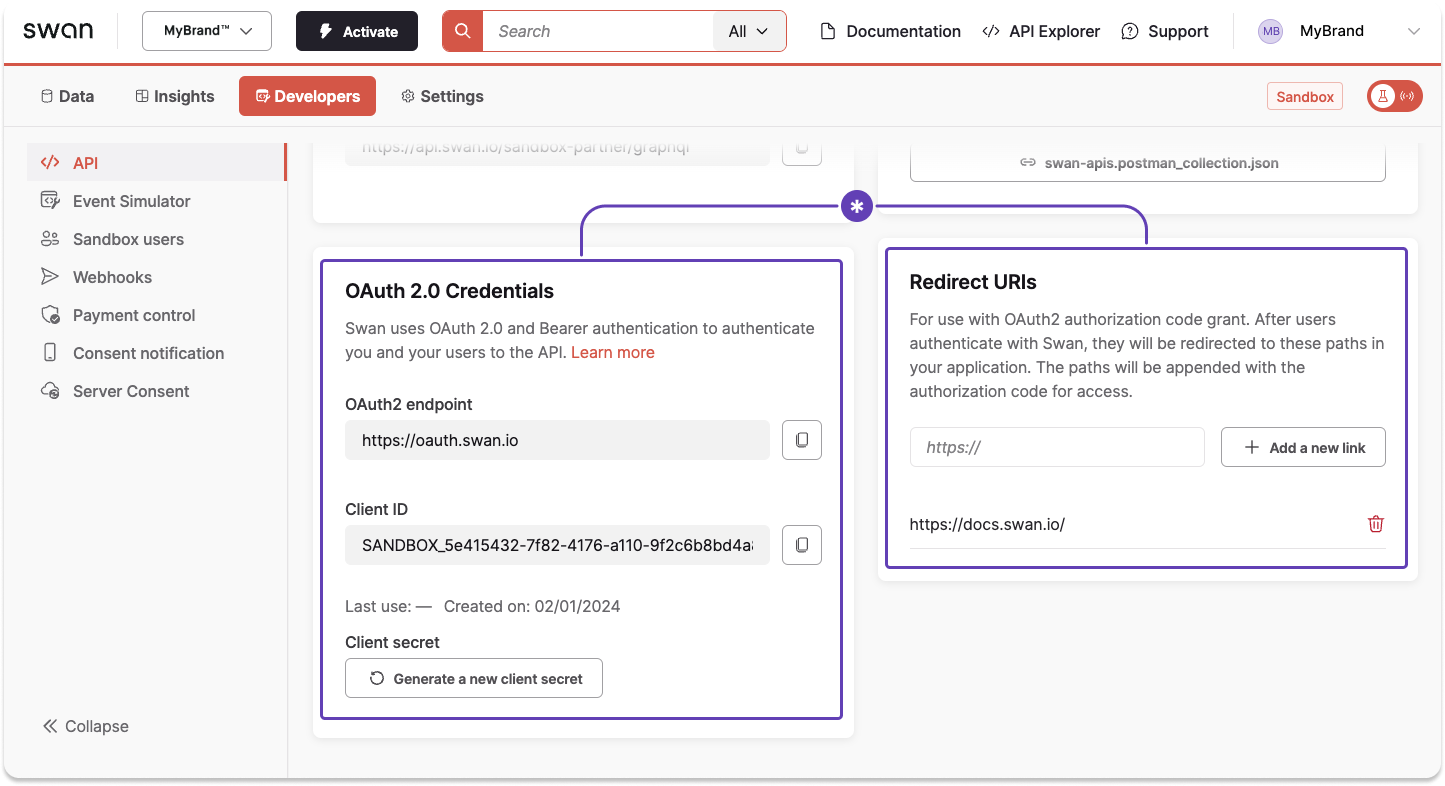 swan
MyBrand™
Activate
Search
All
Documentation
API Explorer
Support
MB
MyBrand
Data
Insights
Developers
Settings
Sandbox
API
Event Simulator
Sandbox users
Webhooks
Payment control
Consent notification
Server Consent
Collapse
https://api.swan.io/sandbox-partner/graphql
swan-apis.postman_collection.json
OAuth 2.0 Credentials
Swan uses OAuth 2.0 and Bearer authentication to authenticate
you and your users to the API. Learn more
OAuth2 endpoint
https://oauth.swan.io
Client ID
SANDBOX_5e415432-7f82-4176-a110-9f2c6b8bd4a
Last use: — Created on: 02/01/2024
Client secret
Generate a new client secret
Redirect URIs
For use with OAuth2 authorization code grant. After users
authenticate with Swan, they will be redirected to these paths in
your application. The paths will be appended with the
authorization code for access.
https://
Add a new link
https://docs.swan.io/